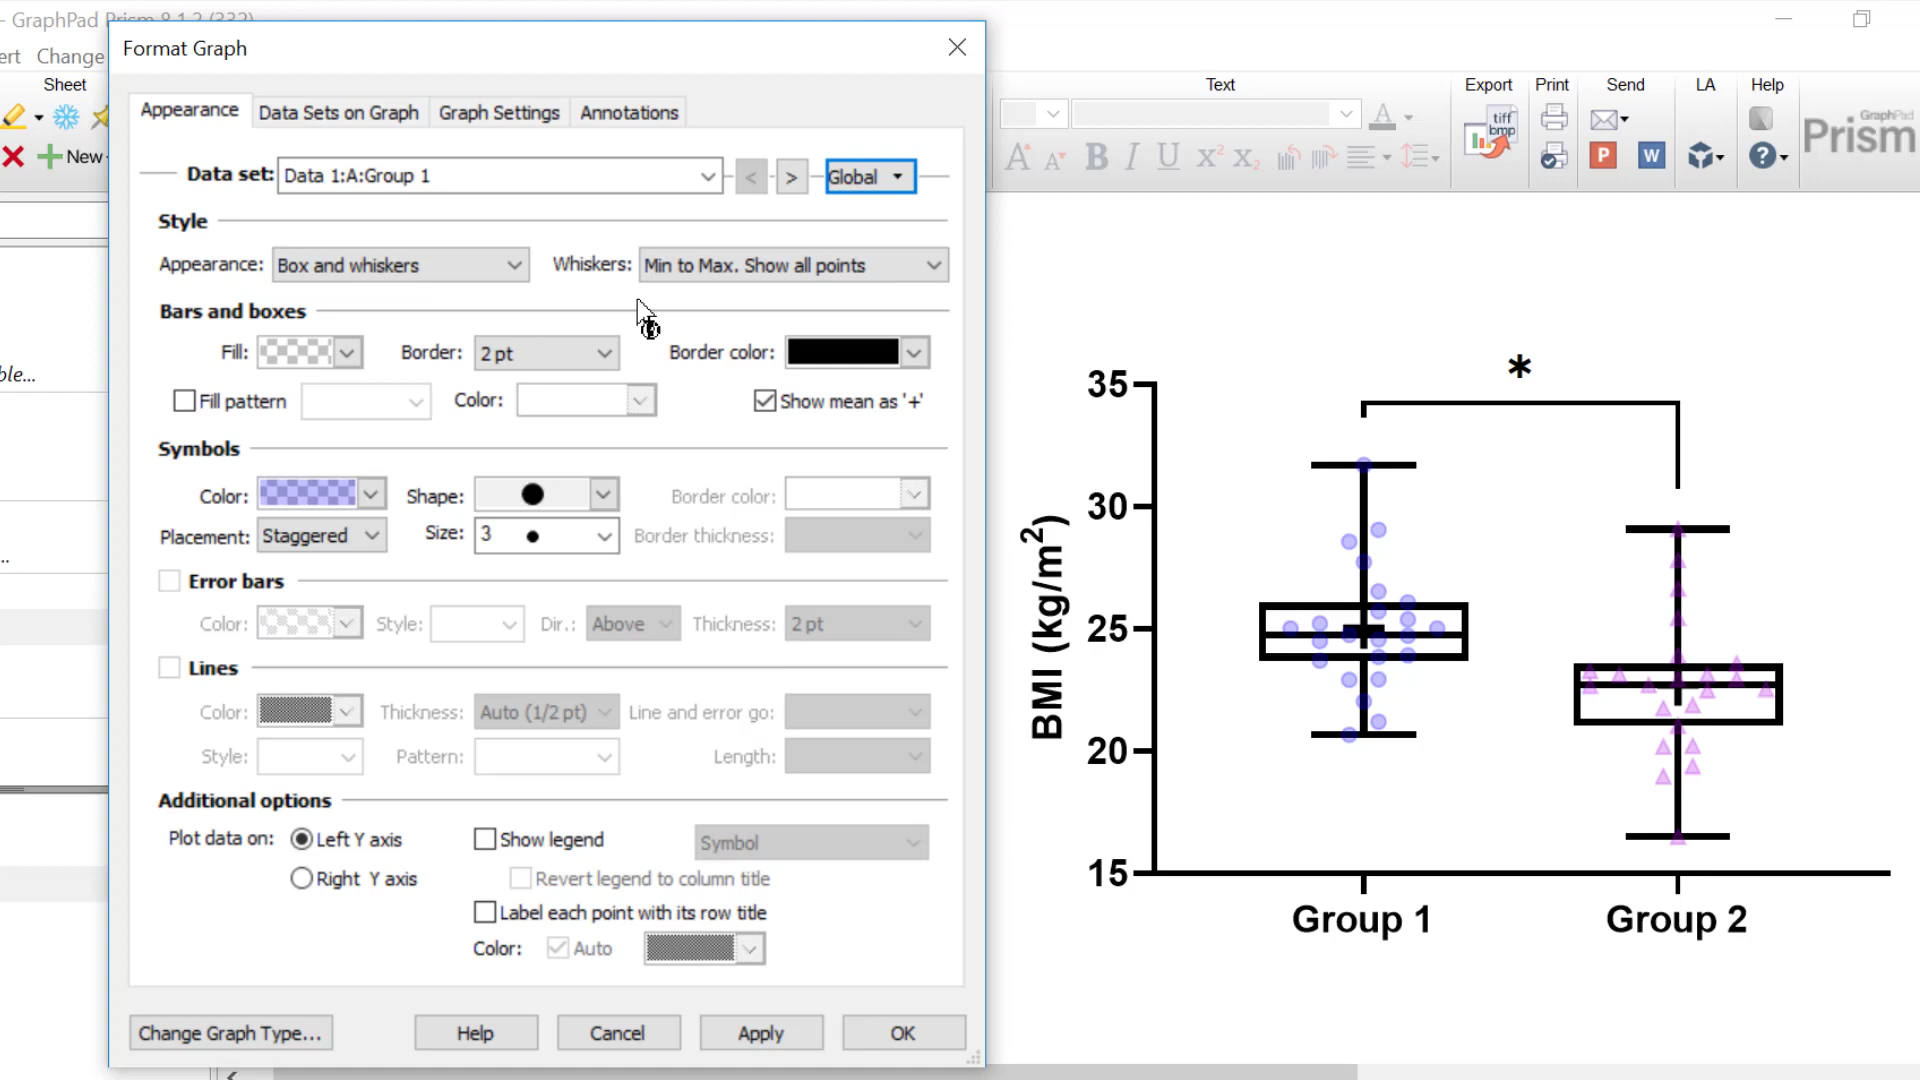 - GraphPad Prism 8.1.2 (332)
ert Change
Sheet
New
ble...
...
Format Graph
Appearance Data Sets on Graph Graph Settings Annotations
Data set: Data 1:A:Group 1 < > Global
Style
Appearance: Box and whiskers Whiskers: Min to Max. Show all points
Bars and boxes
Fill: Border: 2 pt Border color:
Fill pattern Color: Show mean as '+'
Symbols
Color: Shape: Border color:
Placement: Staggered Size: 3 Border thickness:
Error bars
Color: Style: Dir.: Above Thickness: 2 pt
Lines
Color: Thickness: Auto (1/2 pt) Line and error go:
Style: Pattern: Length:
Additional options
Plot data on: Left Y axis Show legend Symbol
Right Y axis Revert legend to column title
Label each point with its row title
Color: Auto
Change Graph Type... Help Cancel Apply OK
Text Export Print Send LA Help
A tiff bmp
A A B I U X² X₂ P W ?
GraphPad
Prism
*
35
30
25
20
15
BMI (kg/m²)
Group 1 Group 2